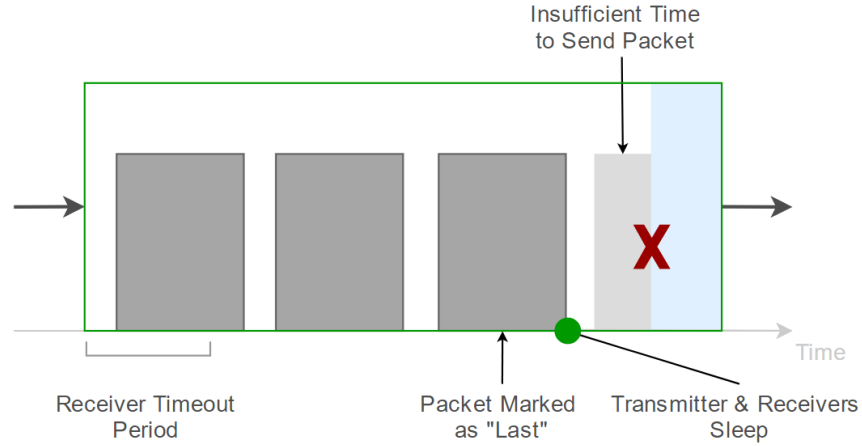 Insufficient Time
to Send Packet
X
Time
Receiver Timeout
Period
Packet Marked
as "Last"
Transmitter & Receivers
Sleep